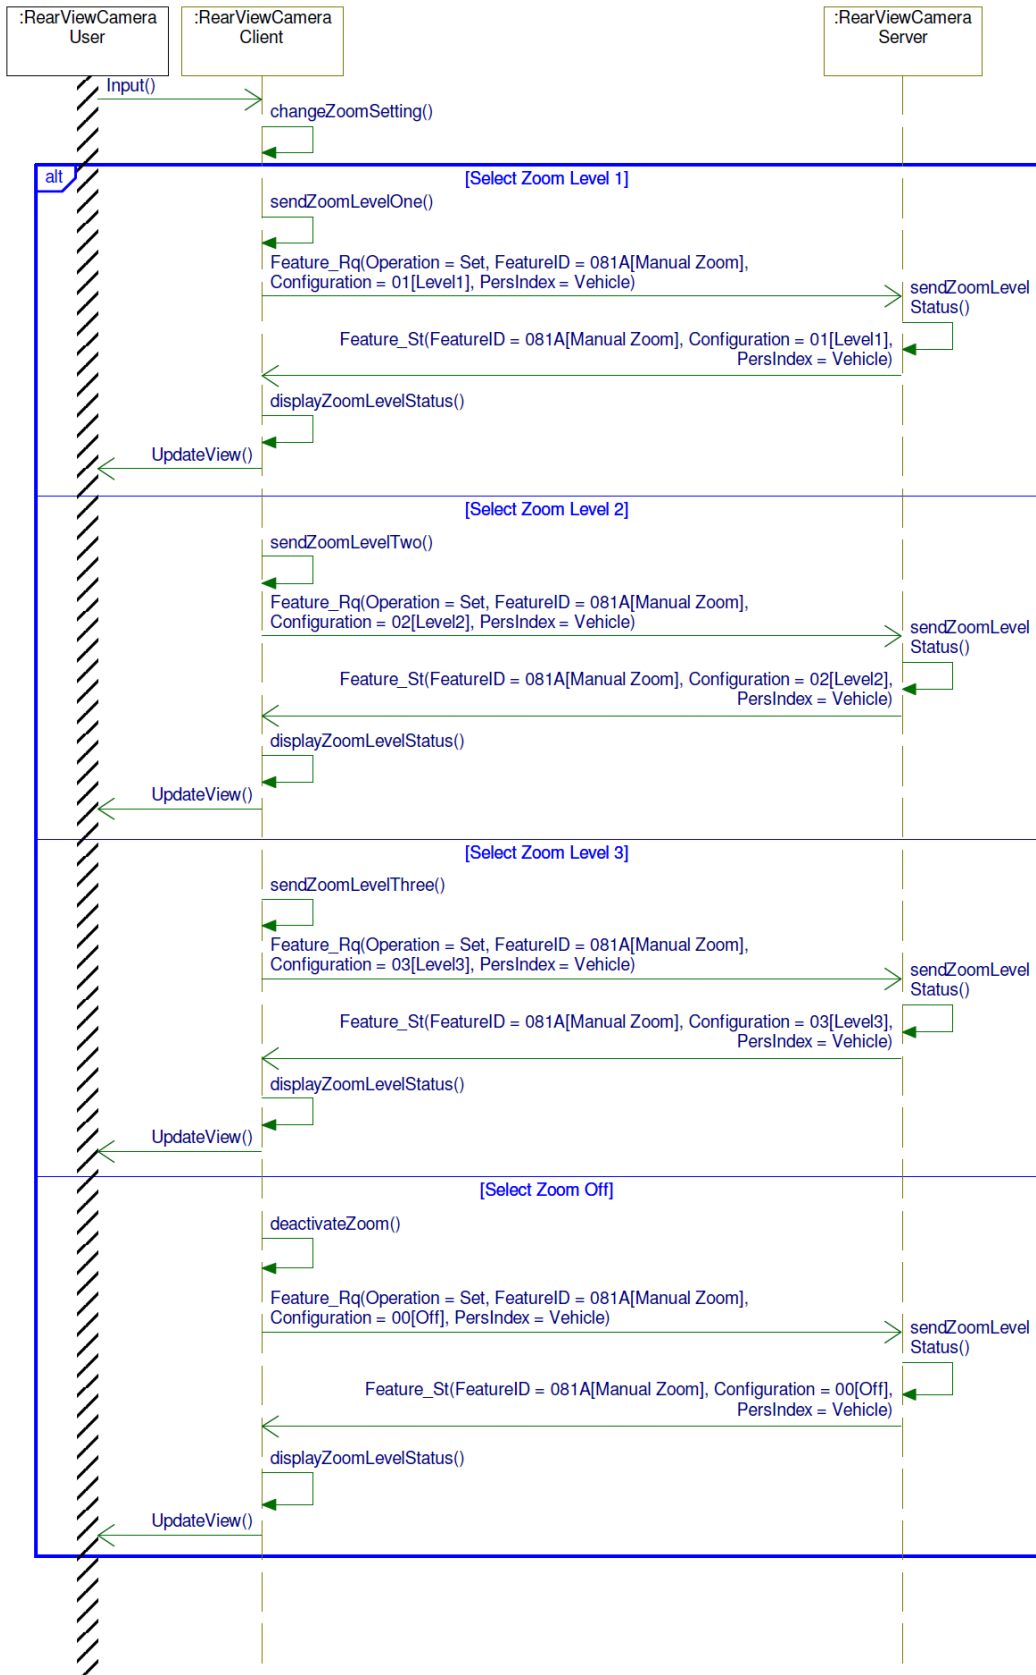 :RearViewCamera
User
:RearViewCamera
Client
:RearViewCamera
Server
Input()
changeZoomSetting()
alt
[Select Zoom Level 1]
sendZoomLevelOne()
Feature_Rq(Operation = Set, FeatureID = 081A[Manual Zoom],
Configuration = 01[Level1], PersIndex = Vehicle)
sendZoomLevel
Status()
Feature_St(FeatureID = 081A[Manual Zoom], Configuration = 01[Level1],
PersIndex = Vehicle)
displayZoomLevelStatus()
UpdateView()
[Select Zoom Level 2]
sendZoomLevelTwo()
Feature_Rq(Operation = Set, FeatureID = 081A[Manual Zoom],
Configuration = 02[Level2], PersIndex = Vehicle)
sendZoomLevel
Status()
Feature_St(FeatureID = 081A[Manual Zoom], Configuration = 02[Level2],
PersIndex = Vehicle)
displayZoomLevelStatus()
UpdateView()
[Select Zoom Level 3]
sendZoomLevelThree()
Feature_Rq(Operation = Set, FeatureID = 081A[Manual Zoom],
Configuration = 03[Level3], PersIndex = Vehicle)
sendZoomLevel
Status()
Feature_St(FeatureID = 081A[Manual Zoom], Configuration = 03[Level3],
PersIndex = Vehicle)
displayZoomLevelStatus()
UpdateView()
[Select Zoom Off]
deactivateZoom()
Feature_Rq(Operation = Set, FeatureID = 081A[Manual Zoom],
Configuration = 00[Off], PersIndex = Vehicle)
sendZoomLevel
Status()
Feature_St(FeatureID = 081A[Manual Zoom], Configuration = 00[Off],
PersIndex = Vehicle)
displayZoomLevelStatus()
UpdateView()